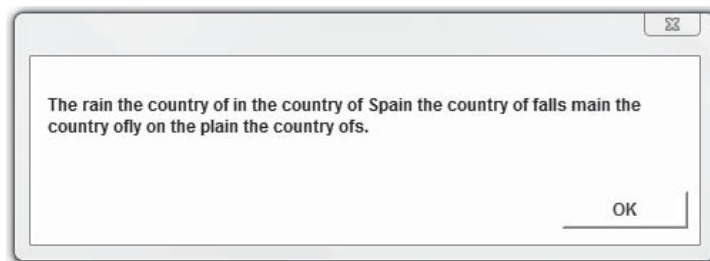 The rain the country of in the country of Spain the country of falls main the
country ofly on the plain the country ofs.
OK